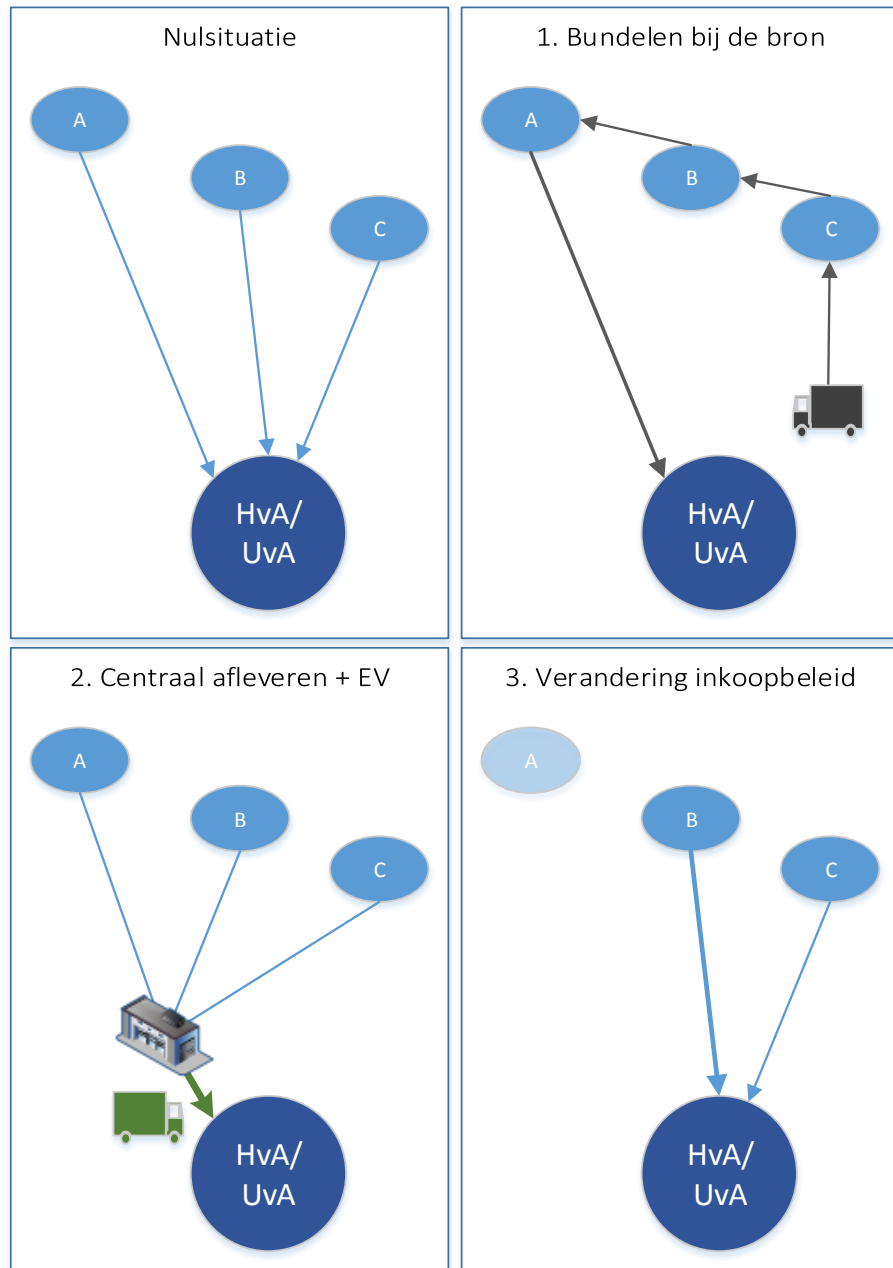 Nulsituatie
A
B
C
HvA/
UvA
1. Bundelen bij de bron
A
B
C
HvA/
UvA
2. Centraal afleveren + EV
A
B
C
HvA/
UvA
3. Verandering inkoopbeleid
A
B
C
HvA/
UvA